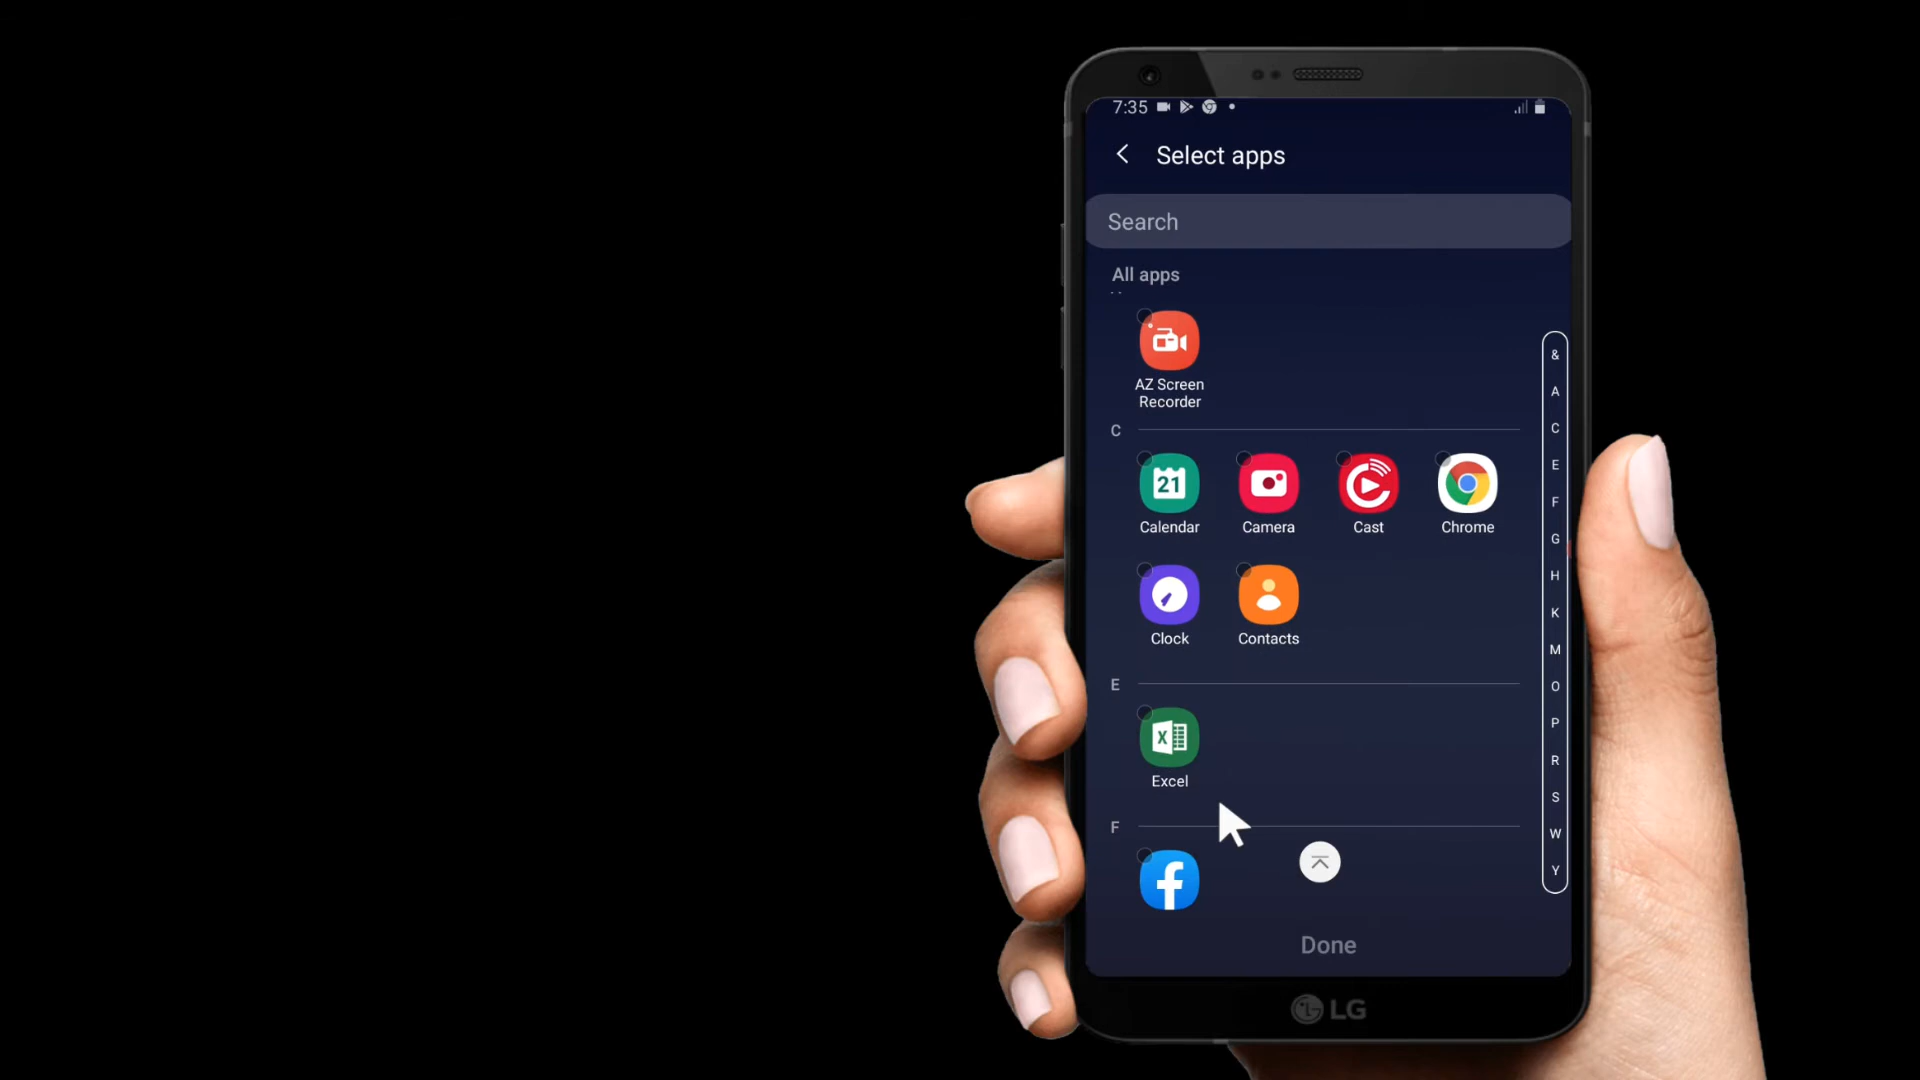 7:35
Select apps
Search
All apps
AZ Screen
Recorder
C
21
Calendar
Camera
Cast
Chrome
Clock
Contacts
E
X
Excel
F
f
Done
&
A
C
E
F
G
H
K
M
O
P
R
S
W
Y
LG